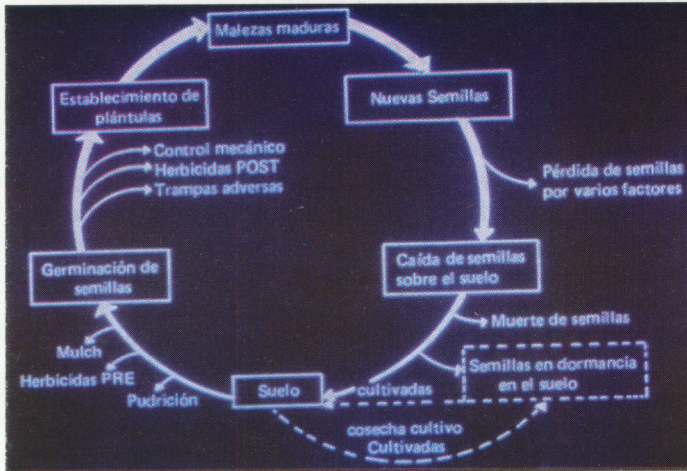 Malezas maduras
Nuevas Semillas
Pérdida de semillas
por varios factores
Caída de semillas
sobre el suelo
Muerte de semillas
Semillas en dormancia
en el suelo
cultivadas
cosecha cultivo
Cultivadas
Suelo
Pudrición
Herbicidas PRE
Mulch
Germinación de
semillas
Trampas adversas
Herbicidas POST
Control mecánico
Establecimiento de
plántulas